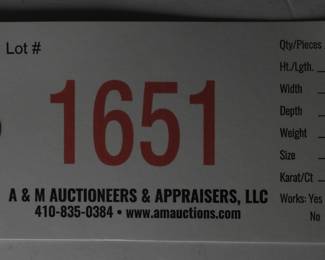 Lot #
1651
A & M AUCTIONEERS & APPRAISERS, LLC
410-835-0384 • www.amauctions.com
Qty/Pieces
Ht./Lgth.
Width
Depth
Weight
Size
Karat/Ct
Works: Yes
No